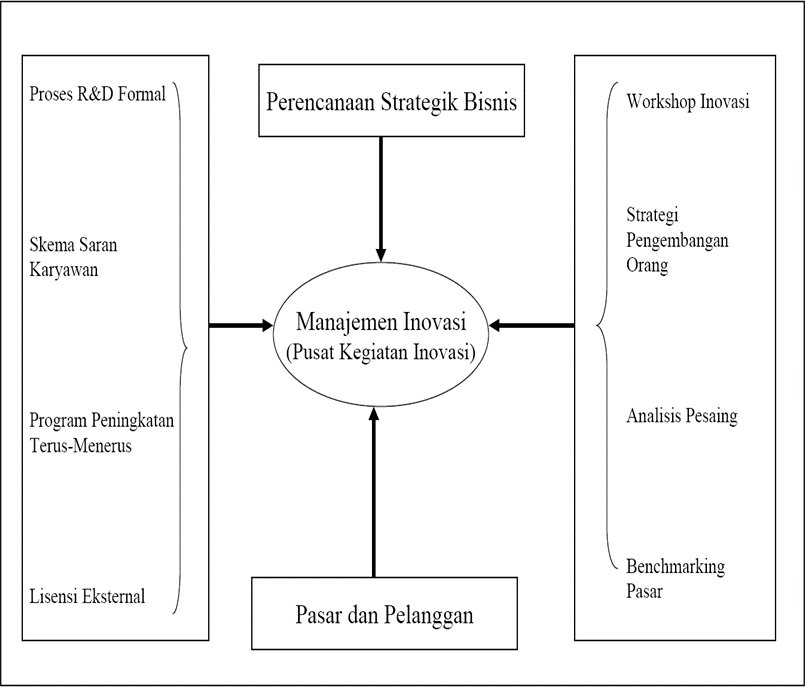 Proses R&D Formal
Skema Saran
Karyawan
Program Peningkatan
Terus-Menerus
Lisensi Eksternal
Perencanaan Strategik Bisnis
Manajemen Inovasi
(Pusat Kegiatan Inovasi)
Pasar dan Pelanggan
Workshop Inovasi
Strategi
Pengembangan
Orang
Analisis Pesaing
Benchmarking
Pasar